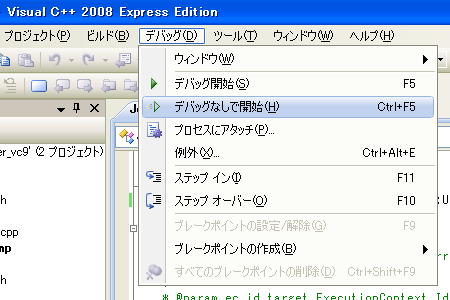 - Visual C++ 2008 Express Edition
プロジェクト(P) ビルド(B) デバッグ(D) ツール(T) ウィンドウ(W) ヘルプ(H)
ウィンドウ(W)
デバッグ開始(S) F5
デバッグなしで開始(H) Ctrl+F5
プロセスにアタッチ(P)...
er_vc9' (2 プロジェクト)
例外(X)... Ctrl+Alt+E
ステップ イン(I) F11
h
ステップ オーバー(O) F10
cpp
ブレークポイントの設定/解除(G) F9
mp
ブレークポイントの作成(B)
h
すべてのブレークポイントの削除(D) Ctrl+Shift+F9
* @param ec_id target ExecutionContext Id